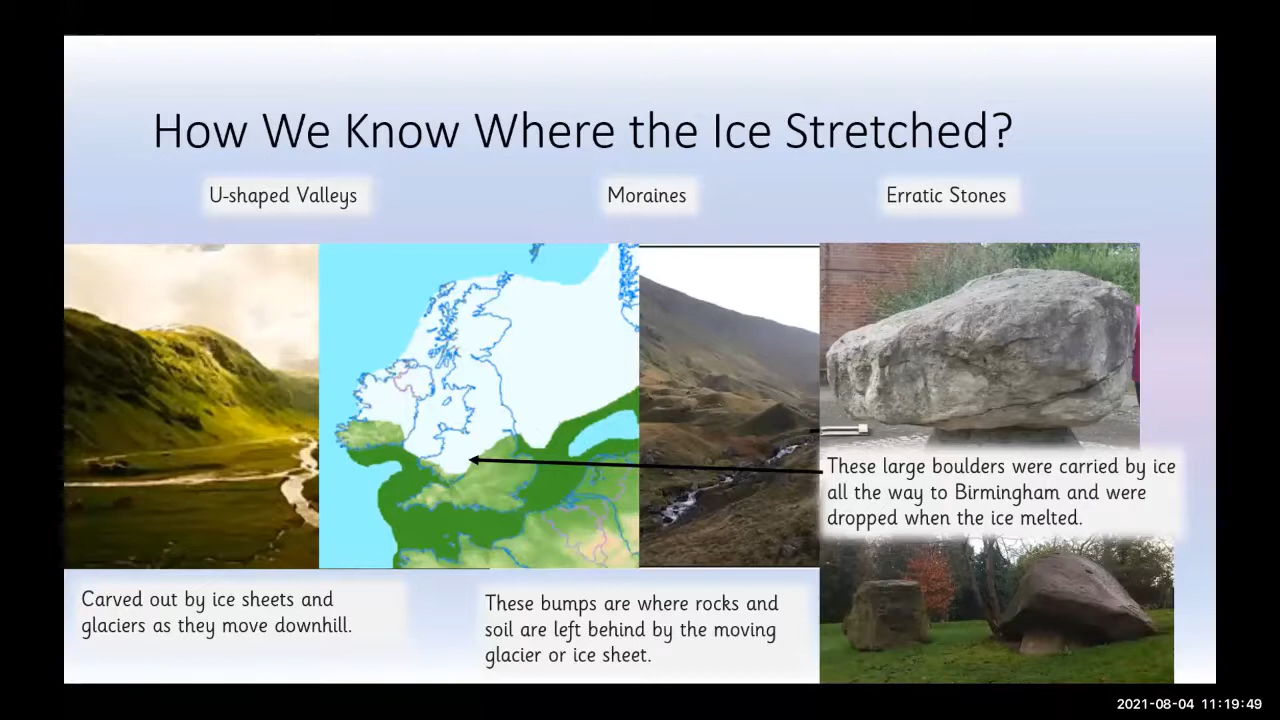 How We Know Where the Ice Stretched?
U-shaped Valleys
Moraines
Erratic Stones
These large boulders were carried by ice
all the way to Birmingham and were
dropped when the ice melted.
Carved out by ice sheets and
glaciers as they move downhill.
These bumps are where rocks and
soil are left behind by the moving
glacier or ice sheet.
2021-08-04 11:19:49